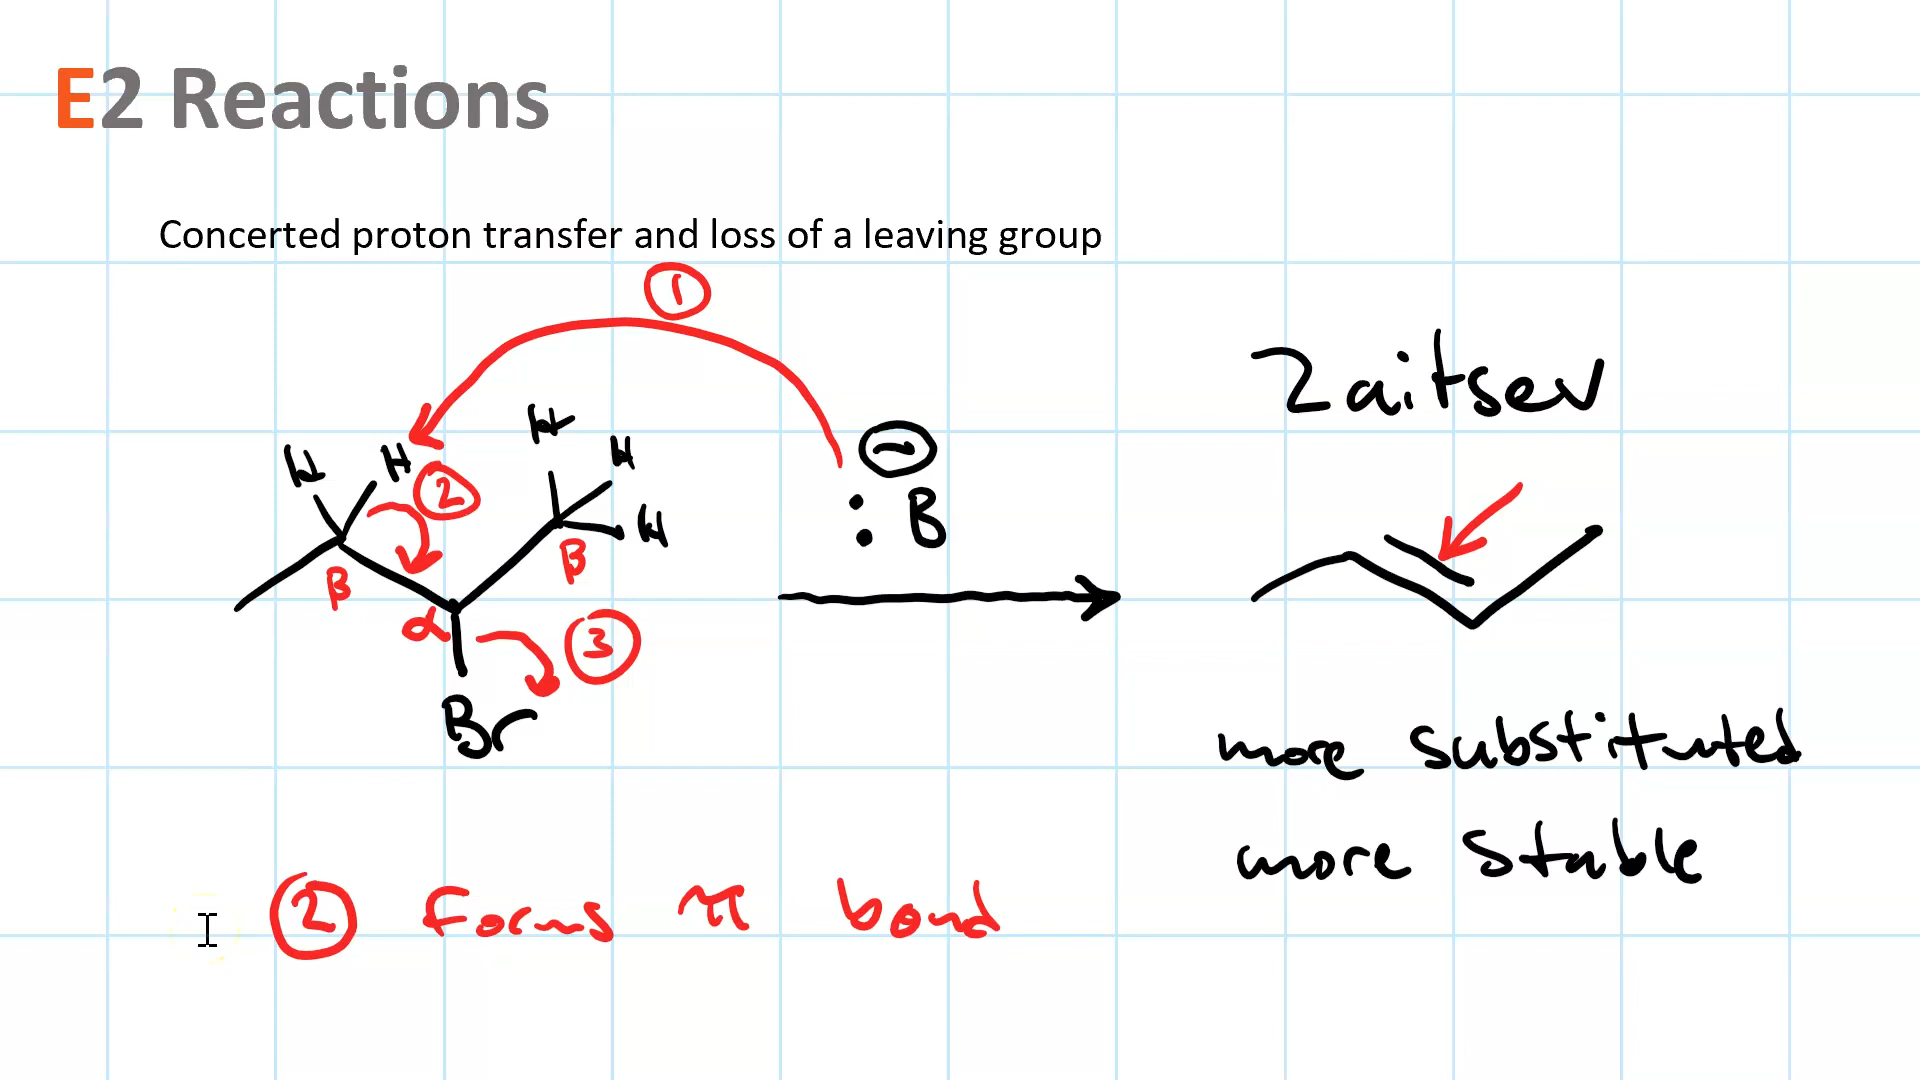 E2 Reactions
Concerted proton transfer and loss of a leaving group
1
Zaitsev
H H 2 H H H
− : B
β α β
3
Br
more substituted
more stable
2 forms π bond